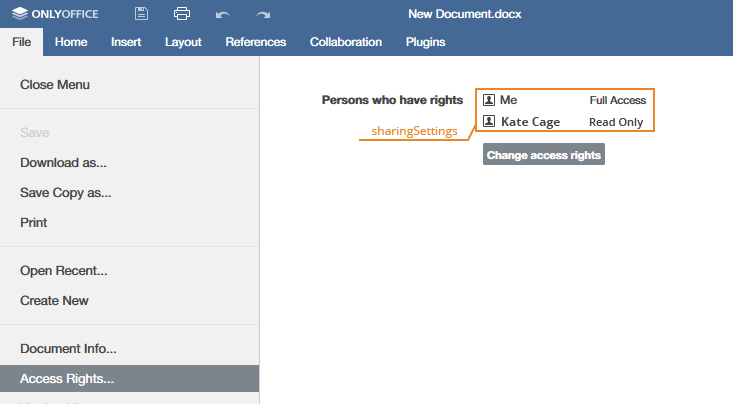 ONLYOFFICE New Document.docx
File Home Insert Layout References Collaboration Plugins
Close Menu
Save
Download as...
Save Copy as...
Print
Open Recent...
Create New
Document Info...
Access Rights...
Persons who have rights Me Full Access
Kate Cage Read Only
sharingSettings
Change access rights